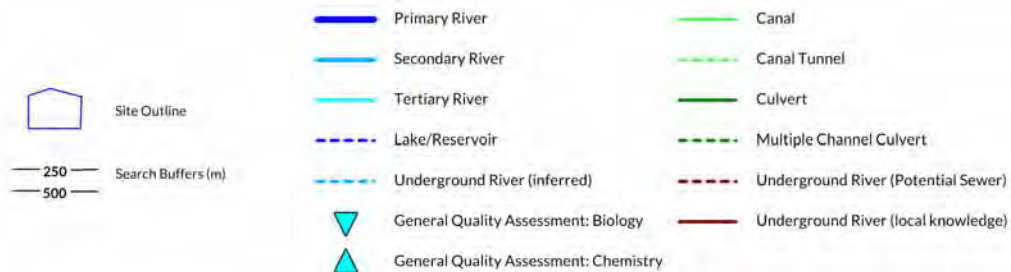 Primary River
Canal
Secondary River
Canal Tunnel
Site Outline
Tertiary River
Culvert
Lake/Reservoir
Multiple Channel Culvert
250
Search Buffers (m)
500
Underground River (inferred)
Underground River (Potential Sewer)
General Quality Assessment: Biology
Underground River (local knowledge)
General Quality Assessment: Chemistry